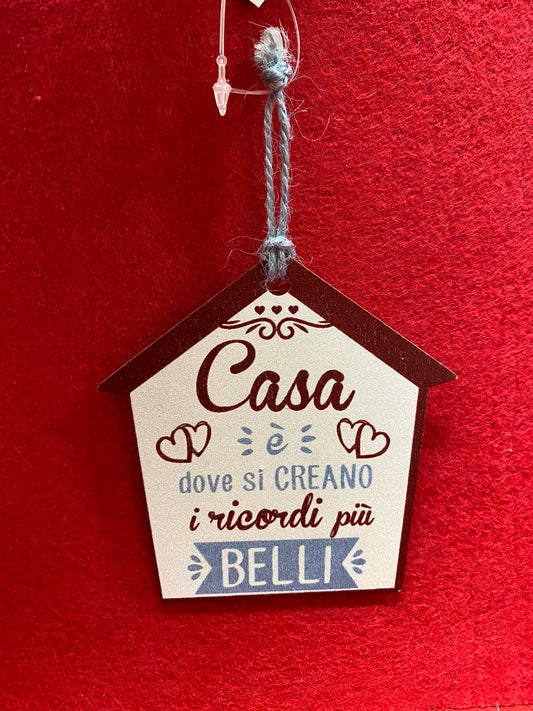 Casa
è
dove si CREANO
i ricordi più
BELLI